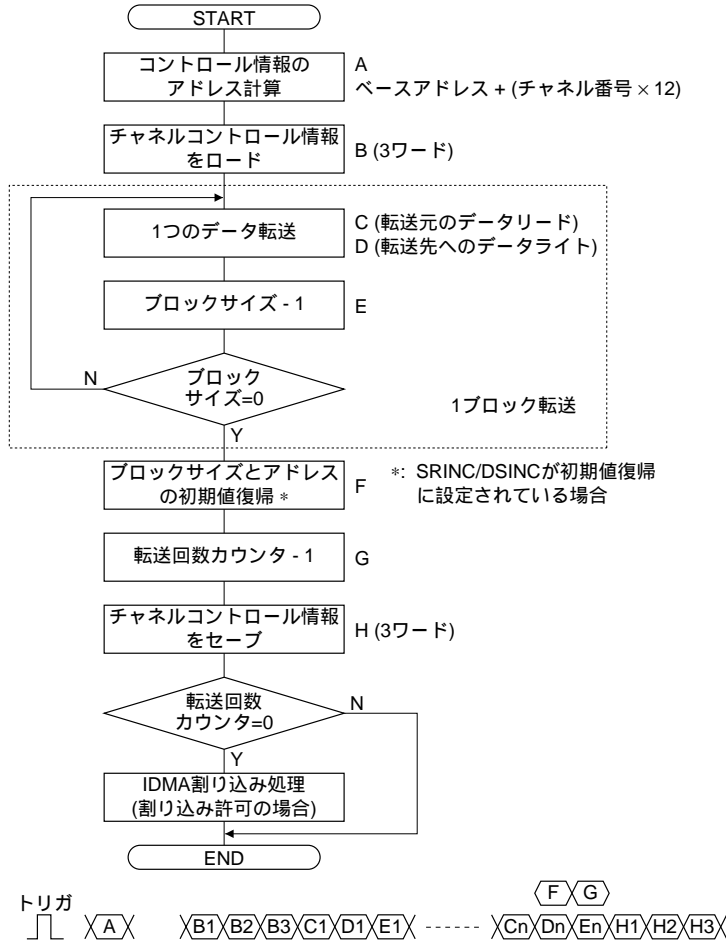 START
コントロール情報の
アドレス計算
A
ベースアドレス + (チャネル番号 × 12)
チャネルコントロール情報
をロード
B (3ワード)
1つのデータ転送
C (転送元のデータリード)
D (転送先へのデータライト)
ブロックサイズ - 1
E
N
ブロック
サイズ=0
1ブロック転送
Y
ブロックサイズとアドレス
の初期値復帰 *
F
*: SRINC/DSINCが初期値復帰
に設定されている場合
転送回数カウンタ - 1
G
チャネルコントロール情報
をセーブ
H (3ワード)
転送回数
カウンタ=0
N
Y
IDMA割り込み処理
(割り込み許可の場合)
END
トリガ
F G
A B1 B2 B3 C1 D1 E1 ------ Cn Dn En H1 H2 H3